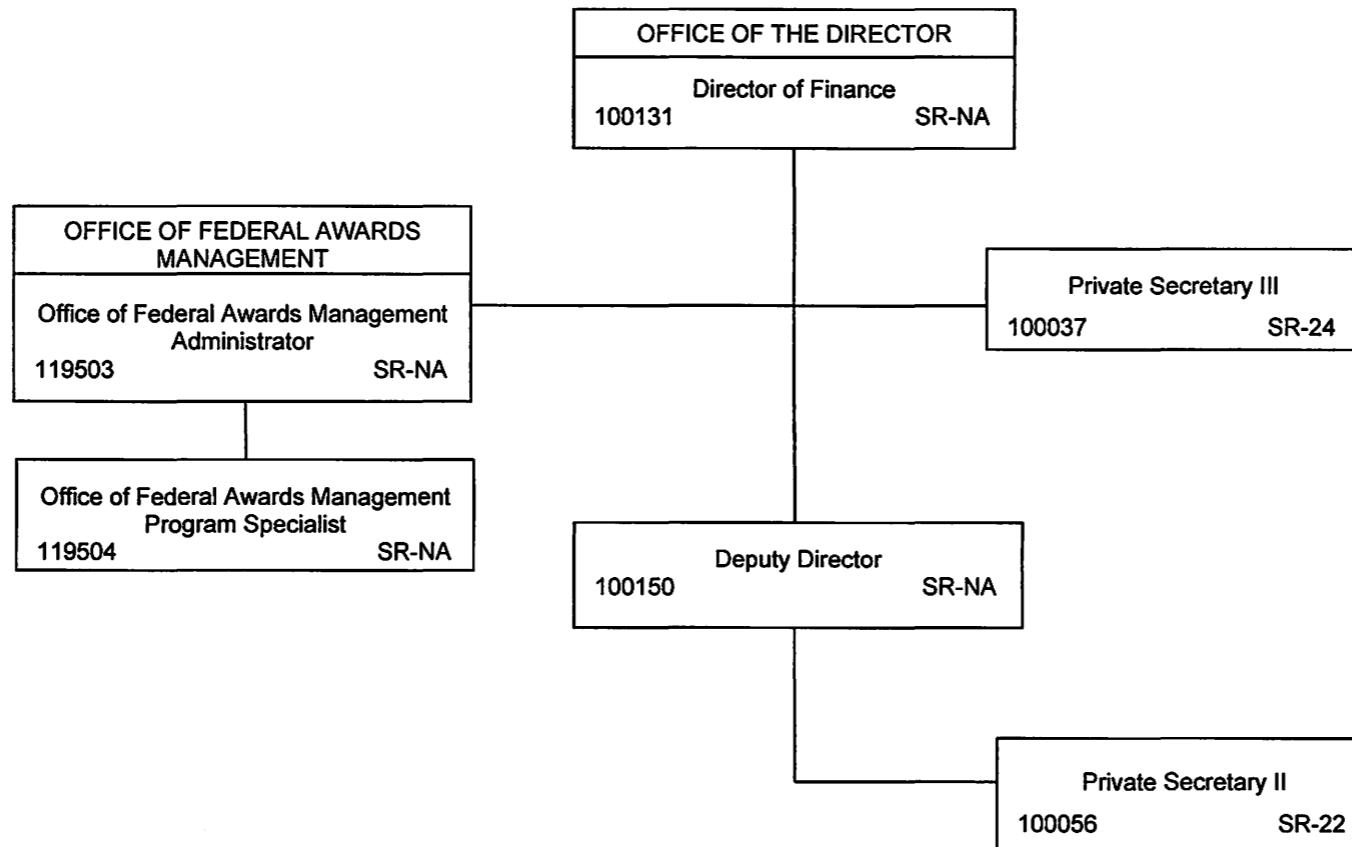 OFFICE OF THE DIRECTOR
Director of Finance
100131 SR-NA
OFFICE OF FEDERAL AWARDS
MANAGEMENT
Office of Federal Awards Management
Administrator
119503 SR-NA
Private Secretary III
100037 SR-24
Office of Federal Awards Management
Program Specialist
119504 SR-NA
Deputy Director
100150 SR-NA
Private Secretary II
100056 SR-22